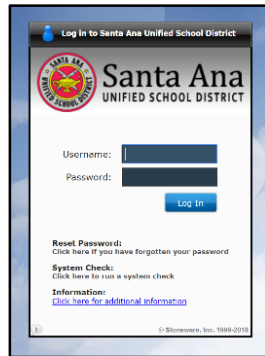 Log in to Santa Ana Unified School District
SANTA ANA
UNIFIED SCHOOL DISTRICT
Santa Ana
UNIFIED SCHOOL DISTRICT
Username:
Password:
Log In
Reset Password:
Click here if you have forgotten your password
System Check:
Click here to run a system check
Information:
Click here for additional information
© Stoneware, Inc. 1999-2018